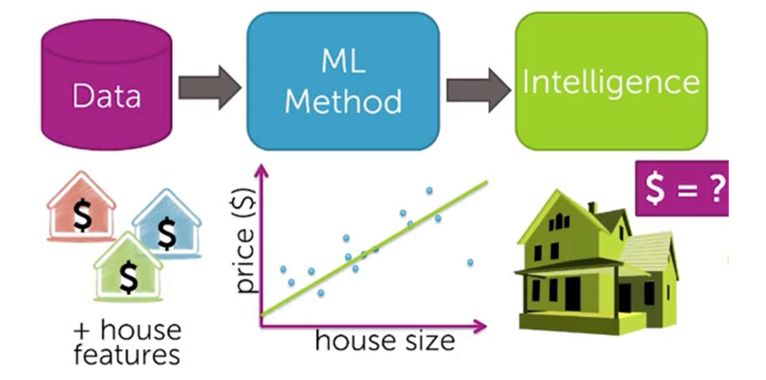 Data
ML
Method
Intelligence
$
$
$
+ house
features
price ($)
house size
$ = ?